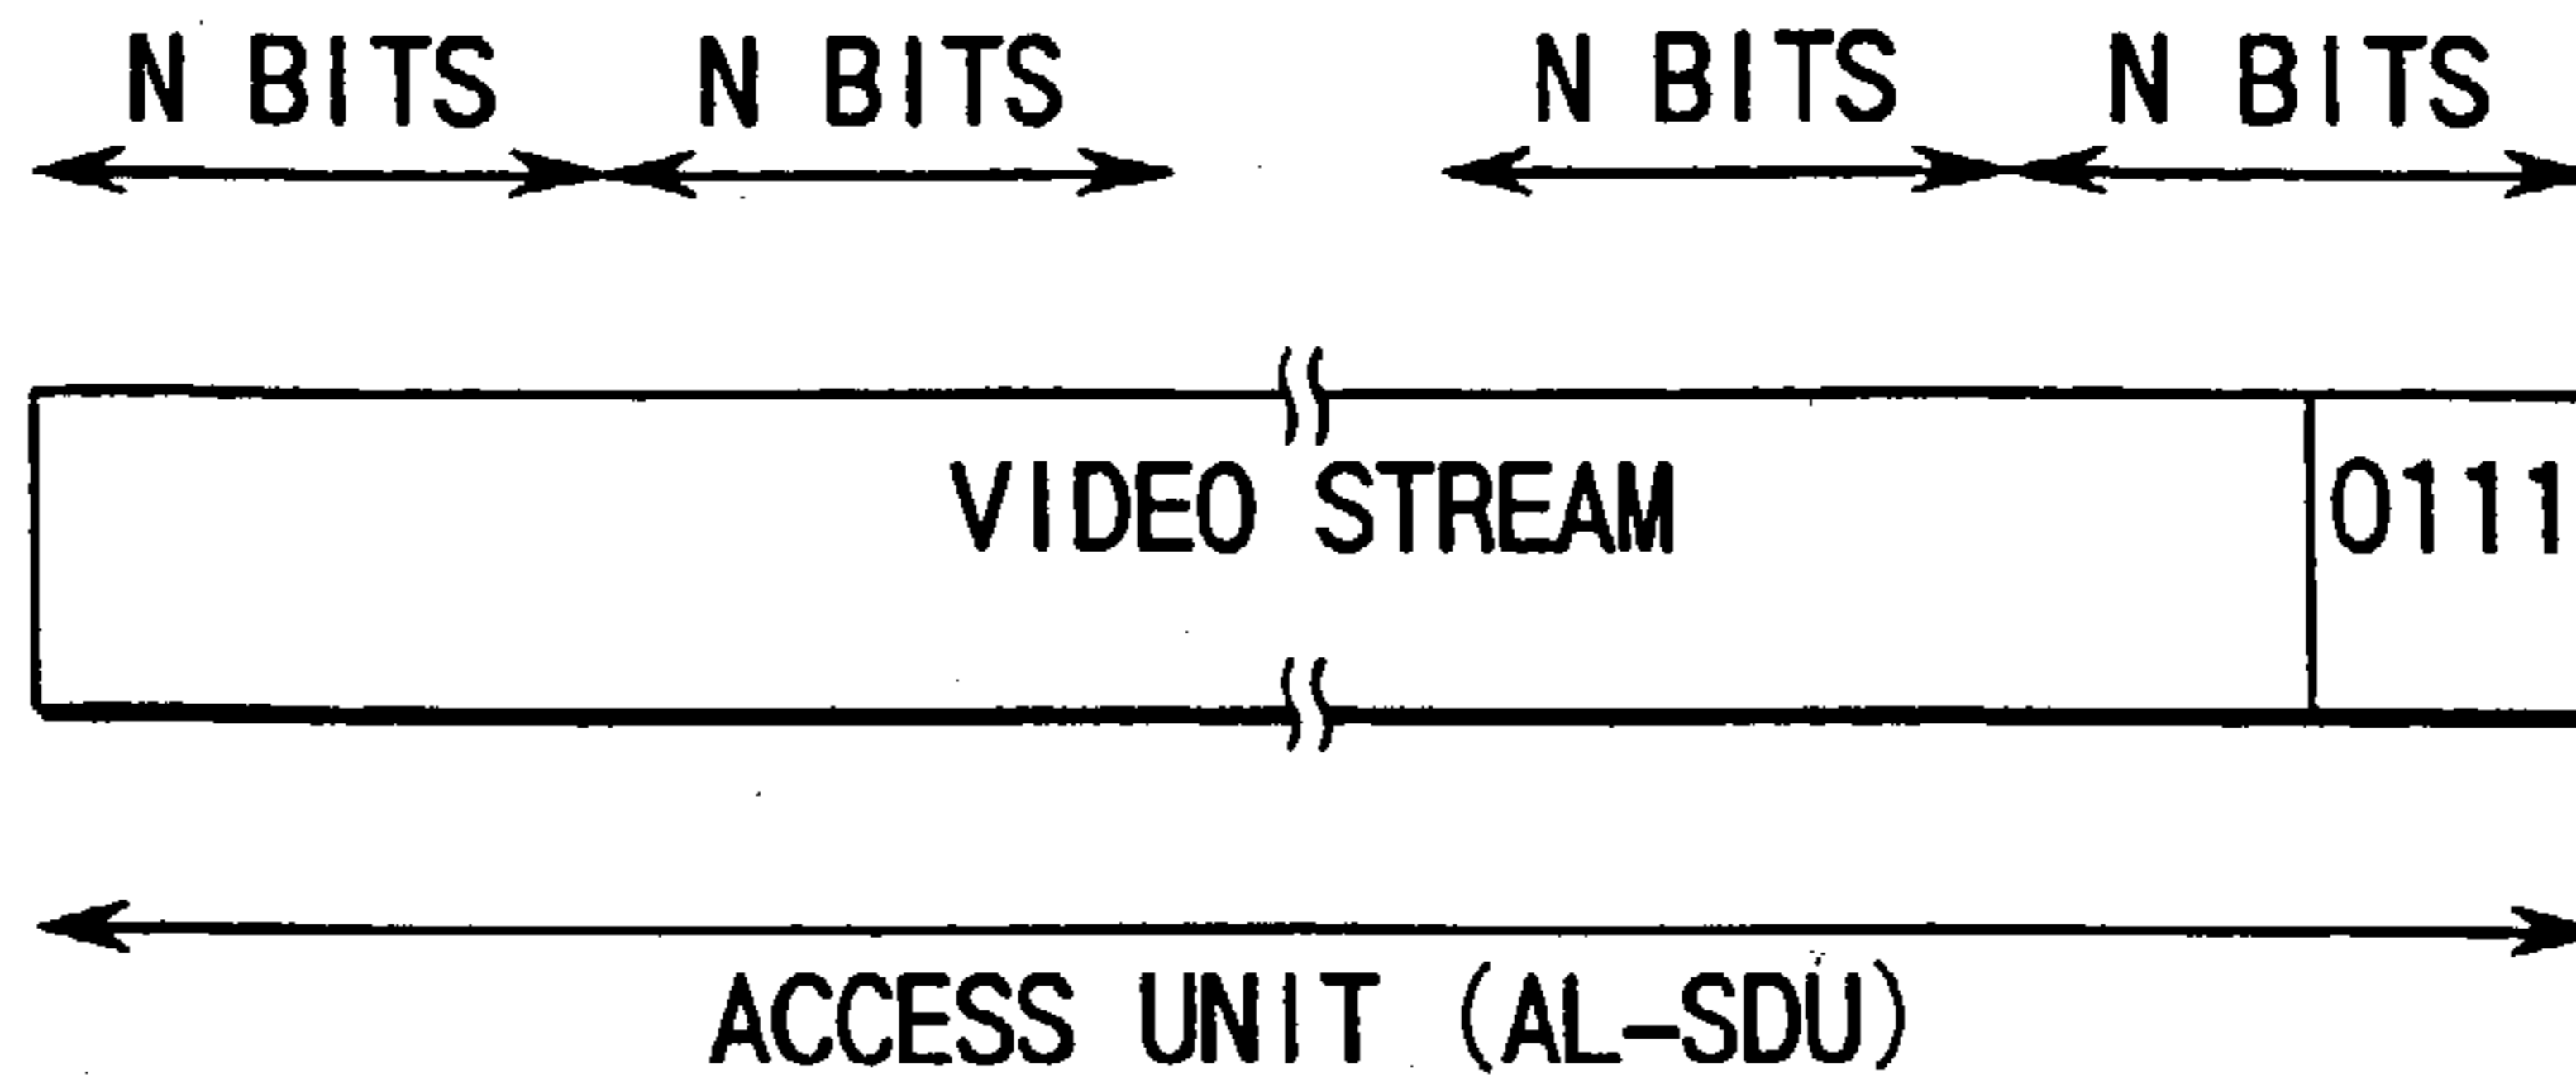 N BITS N BITS N BITS N BITS
VIDEO STREAM 0111
ACCESS UNIT (AL-SDU)